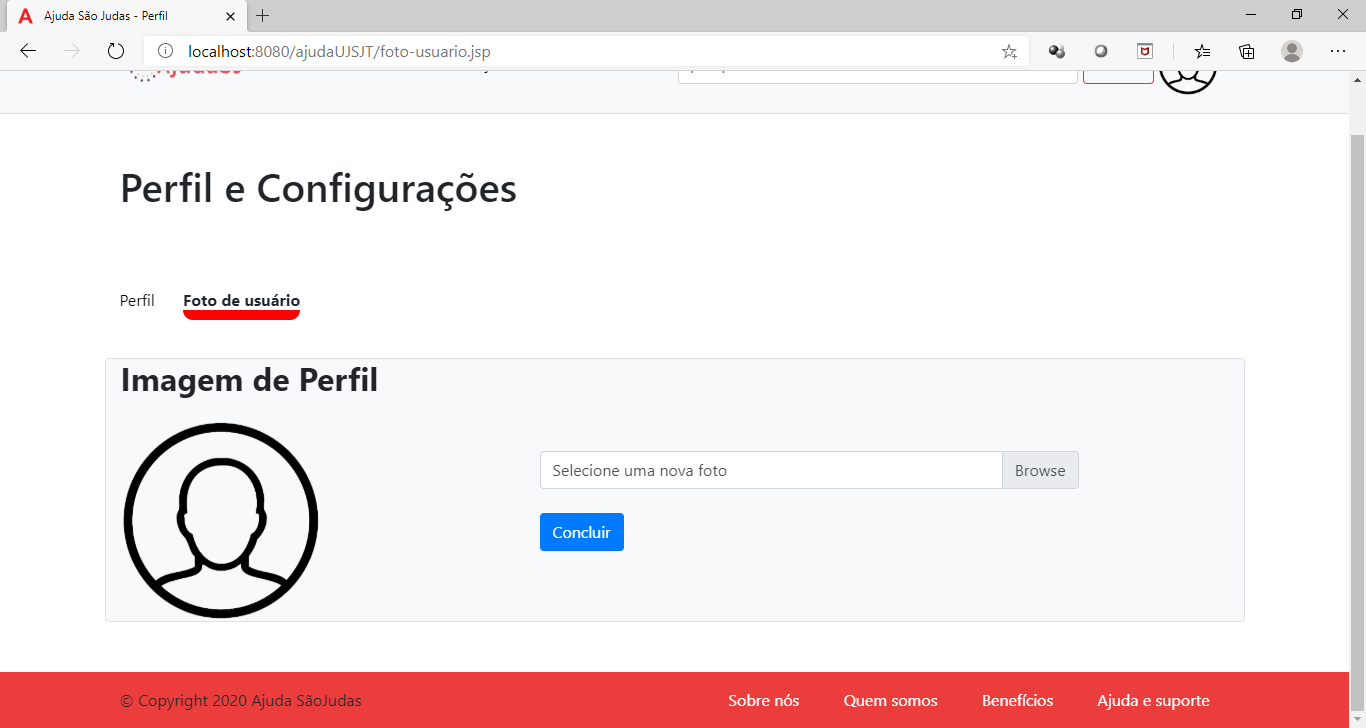 Ajuda São Judas - Perfil
localhost:8080/ajudaUJSJT/foto-usuario.jsp
Perfil e Configurações
Perfil
Foto de usuário
Imagem de Perfil
Selecione uma nova foto
Browse
Concluir
© Copyright 2020 Ajuda SãoJudas
Sobre nós
Quem somos
Benefícios
Ajuda e suporte